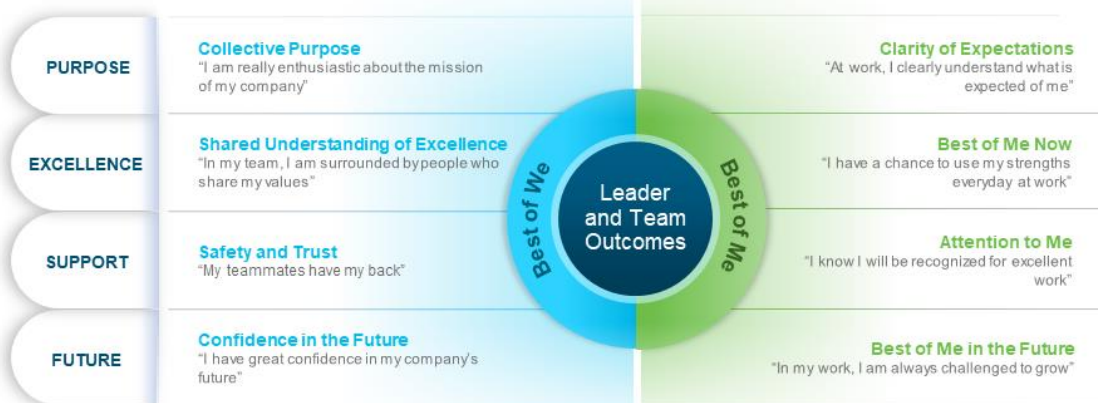 PURPOSE
Collective Purpose
“I am really enthusiastic about the mission
of my company”
Clarity of Expectations
“At work, I clearly understand what is
expected of me”
EXCELLENCE
Shared Understanding of Excellence
“In my team, I am surrounded by people who
share my values”
Best of Me Now
“I have a chance to use my strengths
everyday at work”
Best of We
Leader
and Team
Outcomes
Best of Me
SUPPORT
Safety and Trust
“My teammates have my back”
Attention to Me
“I know I will be recognized for excellent
work”
FUTURE
Confidence in the Future
“I have great confidence in my company’s
future”
Best of Me in the Future
“In my work, I am always challenged to grow”